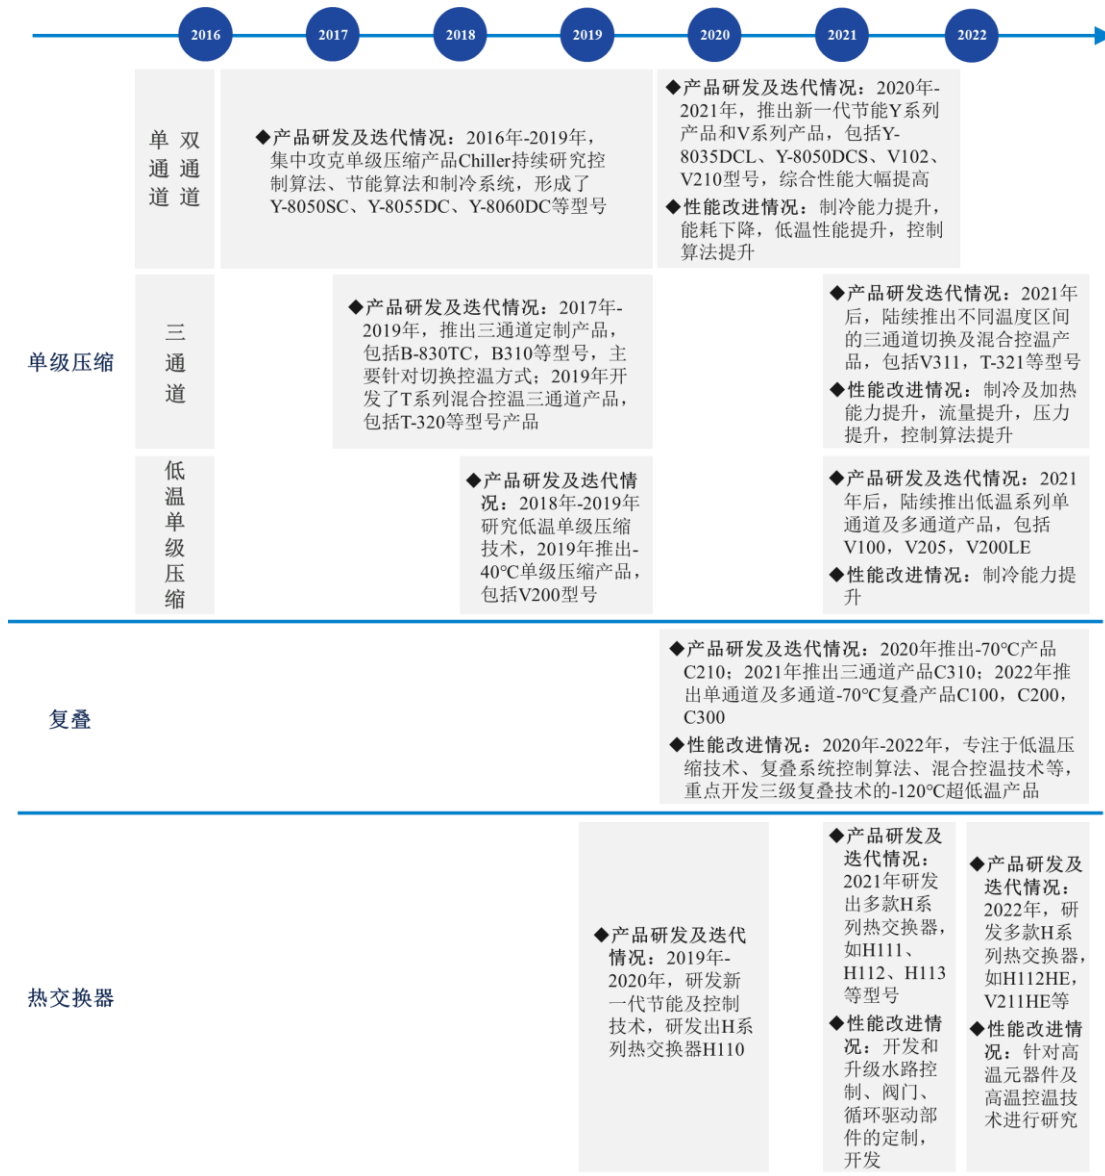 2016
2017
2018
2019
2020
2021
2022
单级压缩
单通道
双通道
◆产品研发及迭代情况：2016年-2019年，
集中攻克单级压缩产品Chiller持续研究控
制算法、节能算法和制冷系统，形成了
Y-8050SC、Y-8055DC、Y-8060DC等型号
◆产品研发及迭代情况：2020年-
2021年，推出新一代节能Y系列
产品和V系列产品，包括Y-
8035DCL、Y-8050DCS、V102、
V210型号，综合性能大幅提高
◆性能改进情况：制冷能力提升，
能耗下降，低温性能提升，控制
算法提升
三通道
◆产品研发及迭代情况：2017年-
2019年，推出三通道定制产品，
包括B-830TC，B310等型号，主
要针对切换控温方式；2019年开
发了T系列混合控温三通道产品，
包括T-320等型号产品
◆产品研发迭代情况：2021年
后，陆续推出不同温度区间
的三通道切换及混合控温产
品，包括V311，T-321等型号
◆性能改进情况：制冷及加热
能力提升，流量提升，压力
提升，控制算法提升
低温单级压缩
◆产品研发及迭代情
况：2018年-2019年
研究低温单级压缩
技术，2019年推出-
40℃单级压缩产品，
包括V200型号
◆产品研发及迭代情况：2021
年后，陆续推出低温系列单
通道及多通道产品，包括
V100，V205，V200LE
◆性能改进情况：制冷能力提
升
复叠
◆产品研发及迭代情况：2020年推出-70℃产品
C210；2021年推出三通道产品C310；2022年推
出单通道及多通道-70℃复叠产品C100，C200，
C300
◆性能改进情况：2020年-2022年，专注于低温压
缩技术、复叠系统控制算法、混合控温技术等，
重点开发三级复叠技术的-120℃超低温产品
热交换器
◆产品研发及迭代
情况：2019年-
2020年，研发新
一代节能及控制
技术，研发出H系
列热交换器H110
◆产品研发及
迭代情况：
2021年研发
出多款H系
列热交换器，
如H111、
H112、H113
等型号
◆性能改进情
况：开发和
升级水路控
制、阀门、
循环驱动部
件的定制，
开发
◆产品研发及
迭代情况：
2022年，研
发多款H系
列热交换器，
如H112HE，
V211HE等
◆性能改进情
况：针对高
温元器件及
高温控温技
术进行研究